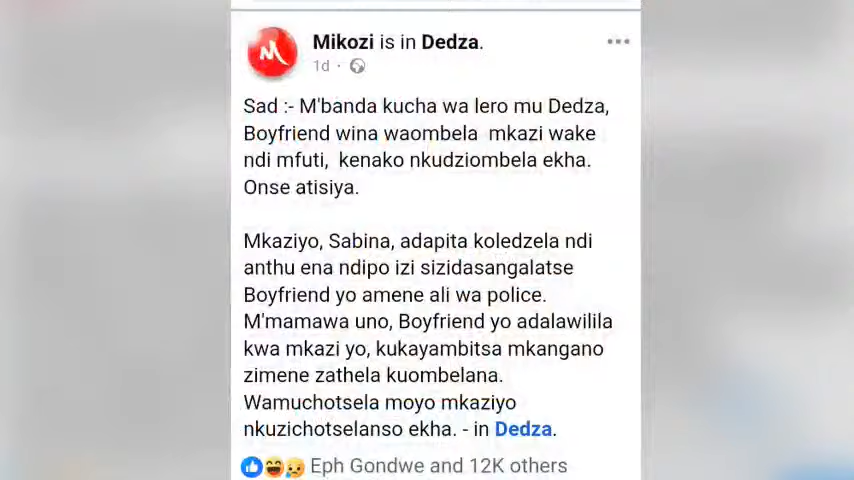 Mikozi is in Dedza.
1d ·
Sad :- M'banda kucha wa lero mu Dedza,
Boyfriend wina waombela mkazi wake
ndi mfuti, kenako nkudziombela ekha.
Onse atisiya.
Mkaziyo, Sabina, adapita koledzela ndi
anthu ena ndipo izi sizidasangalatse
Boyfriend yo amene ali wa police.
M'mamawa uno, Boyfriend yo adalawilila
kwa mkazi yo, kukayambitsa mkangano
zimene zathela kuombelana.
Wamuchotsela moyo mkaziyo
nkuzichotselanso ekha. - in Dedza.
Eph Gondwe and 12K others